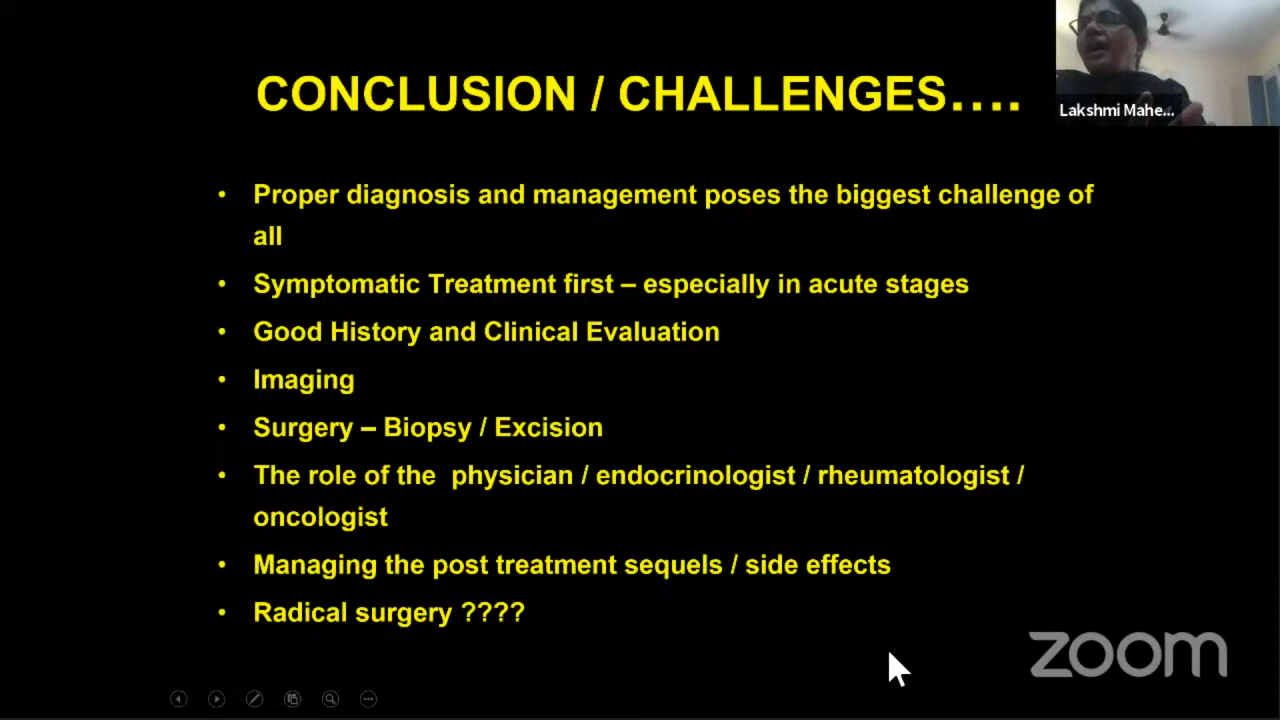 CONCLUSION / CHALLENGES....
Lakshmi Mahe...
• Proper diagnosis and management poses the biggest challenge of
all
• Symptomatic Treatment first – especially in acute stages
• Good History and Clinical Evaluation
• Imaging
• Surgery – Biopsy / Excision
• The role of the  physician / endocrinologist / rheumatologist /
oncologist
• Managing the post treatment sequels / side effects
• Radical surgery ????
zoom